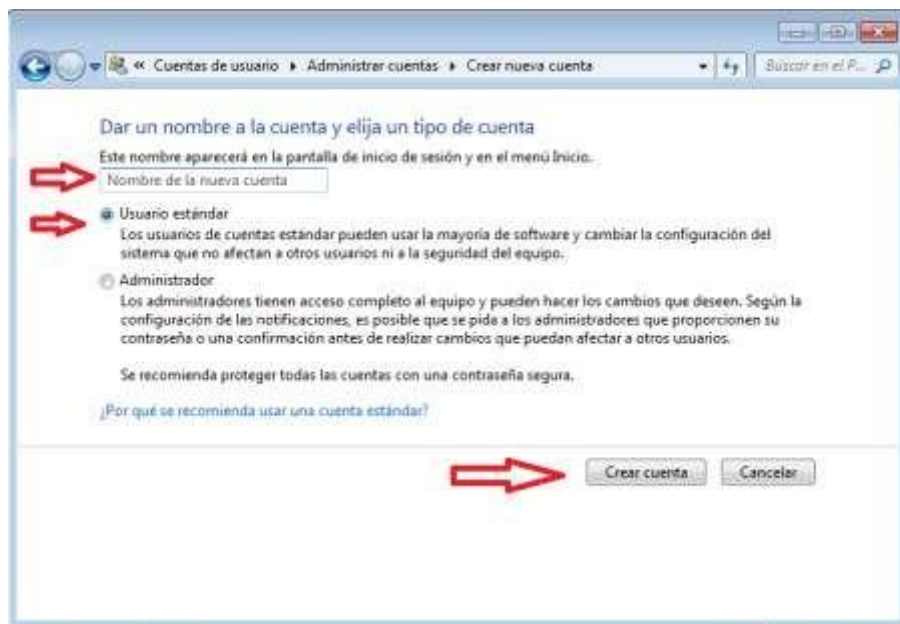 « Cuentas de usuario ▸ Administrar cuentas ▸ Crear nueva cuenta
Buscar en el P...
Dar un nombre a la cuenta y elija un tipo de cuenta
Este nombre aparecerá en la pantalla de inicio de sesión y en el menú Inicio.
Nombre de la nueva cuenta
Usuario estándar
Los usuarios de cuentas estándar pueden usar la mayoría de software y cambiar la configuración del
sistema que no afectan a otros usuarios ni a la seguridad del equipo.
Administrador
Los administradores tienen acceso completo al equipo y pueden hacer los cambios que deseen. Según la
configuración de las notificaciones, es posible que se pida a los administradores que proporcionen su
contraseña o una confirmación antes de realizar cambios que puedan afectar a otros usuarios.
Se recomienda proteger todas las cuentas con una contraseña segura.
¿Por qué se recomienda usar una cuenta estándar?
Crear cuenta
Cancelar